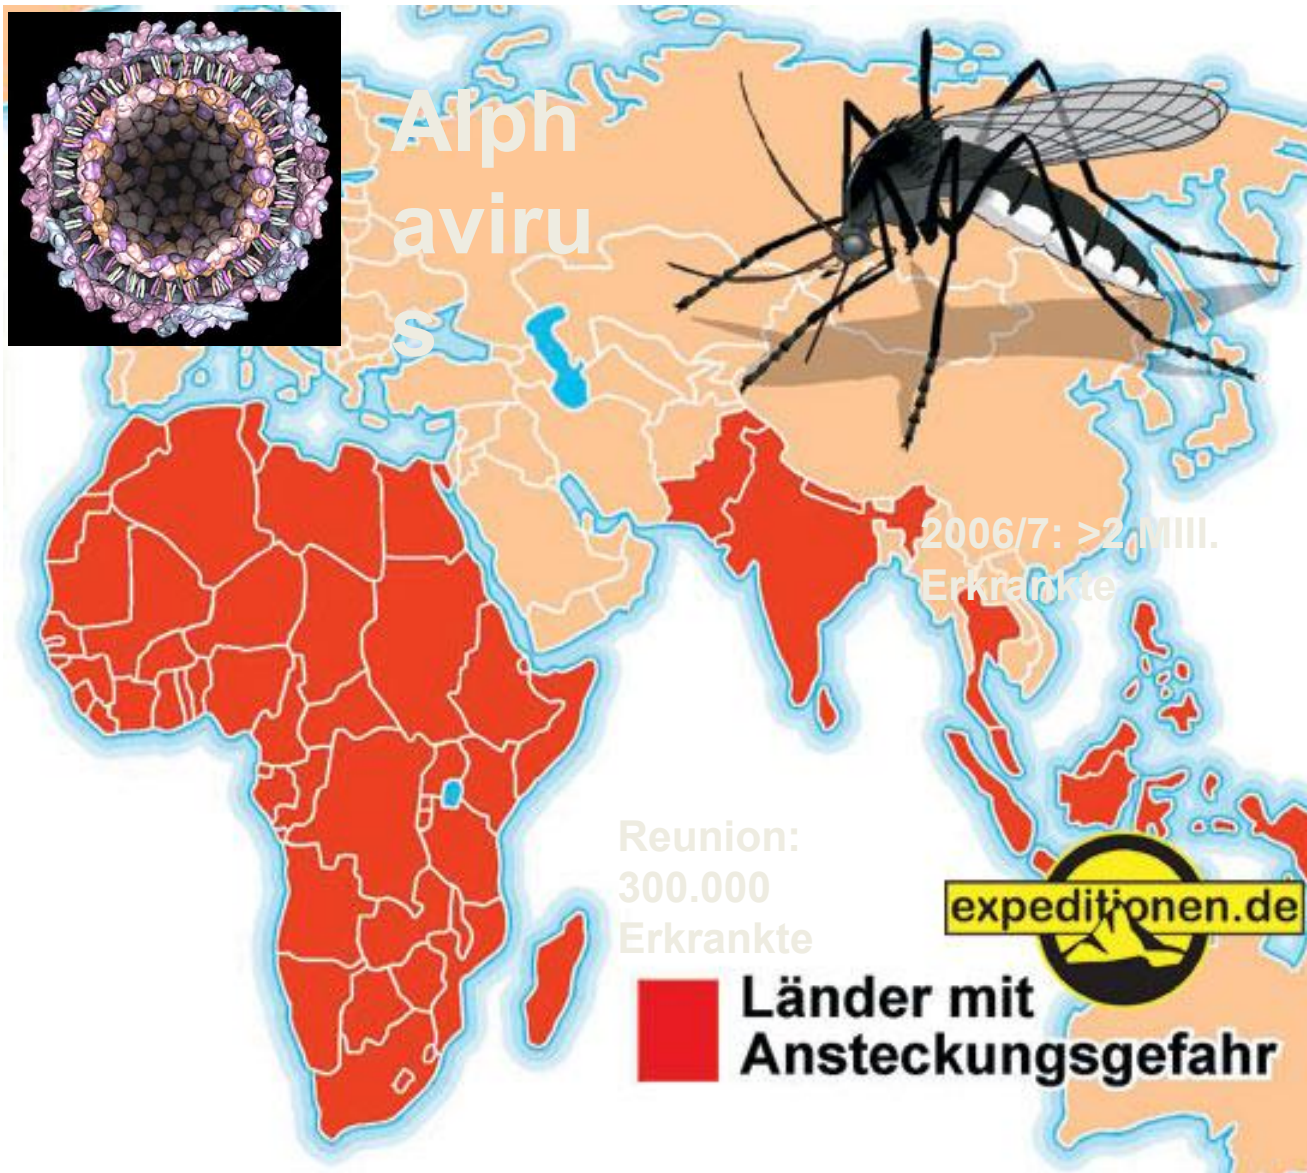 Alph
aviru
s
2006/7: >2 Mill.
Erkrankte
Reunion:
300.000
Erkrankte
expeditionen.de
Länder mit
Ansteckungsgefahr